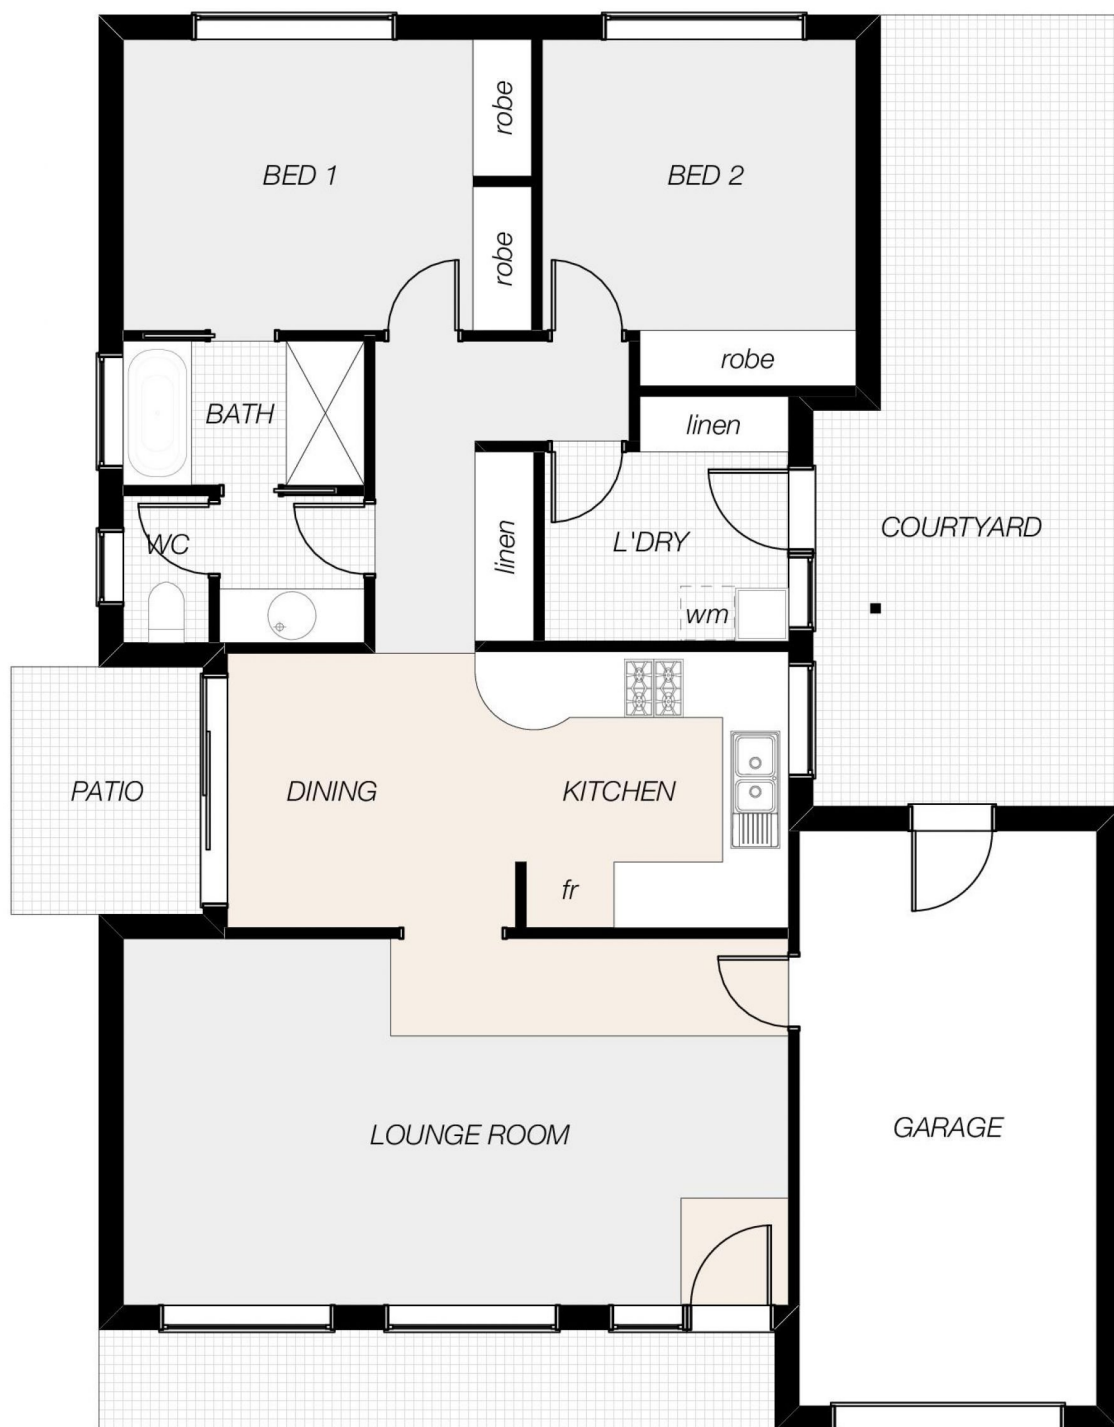 robe
BED 1
BED 2
robe
robe
BATH
linen
COURTYARD
WC
L'DRY
linen
wm
PATIO
DINING
KITCHEN
fr
LOUNGE ROOM
GARAGE